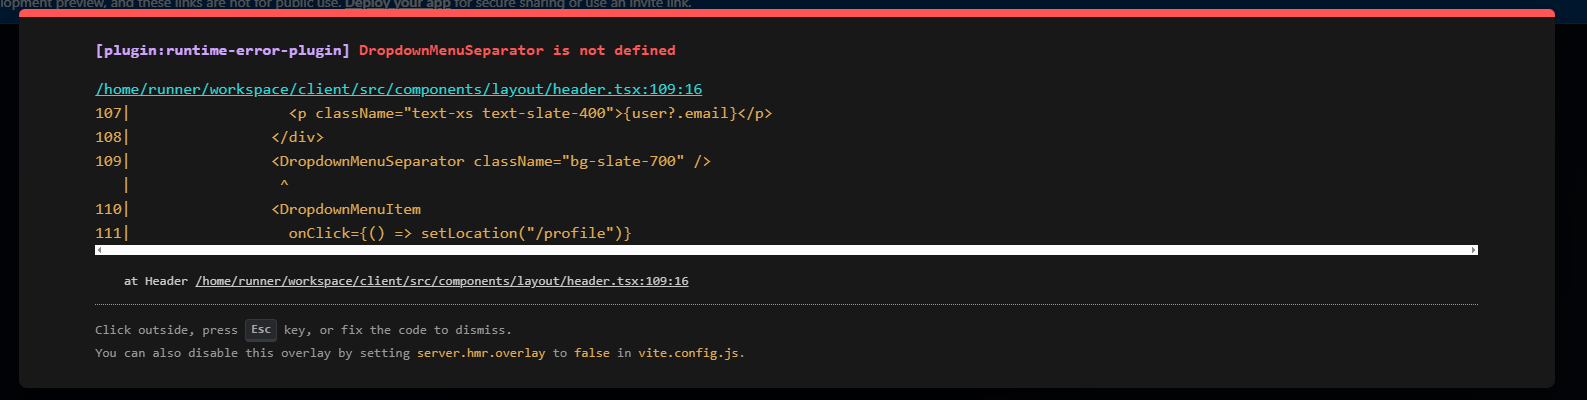 lopment preview, and these links are not for public use. Deploy your app for secure sharing or use an invite link.
[plugin:runtime-error-plugin] DropdownMenuSeparator is not defined
/home/runner/workspace/client/src/components/layout/header.tsx:109:16
107| <p className="text-xs text-slate-400">{user?.email}</p>
108| </div>
109| <DropdownMenuSeparator className="bg-slate-700" />
| ^
110| <DropdownMenuItem
111| onClick={() => setLocation("/profile")}
at Header /home/runner/workspace/client/src/components/layout/header.tsx:109:16
Click outside, press Esc key, or fix the code to dismiss.
You can also disable this overlay by setting server.hmr.overlay to false in vite.config.js.